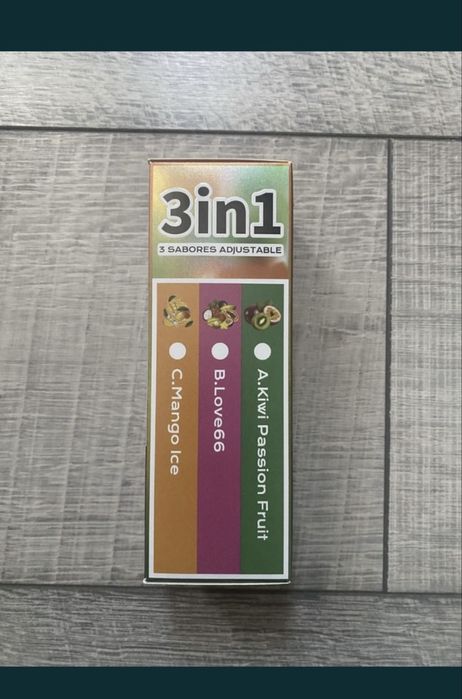 3in1
3 SABORES ADJUSTABLE
A.Kiwi Passion Fruit
B.Love66
C.Mango Ice